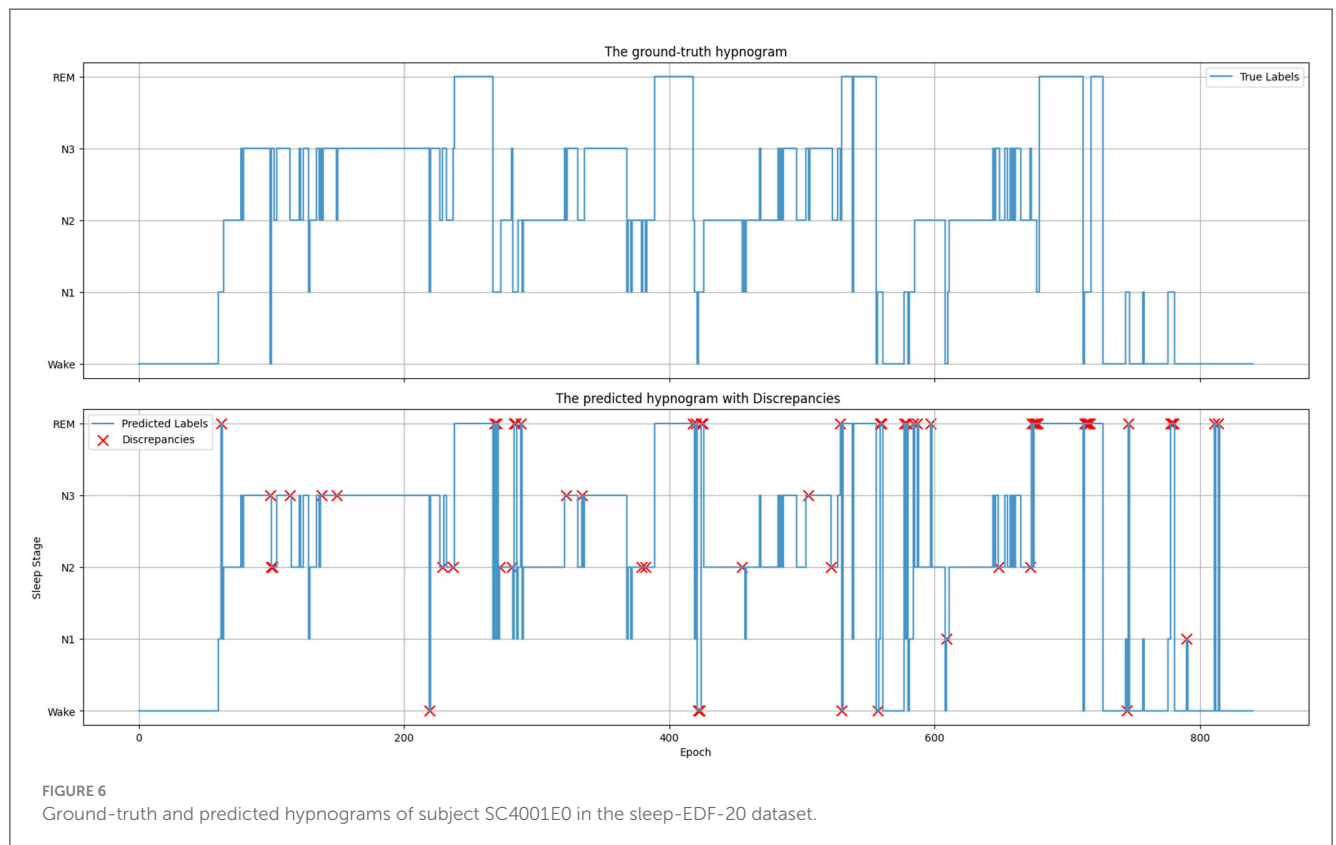 The ground-truth hypnogram
REM
True Labels
N3
N2
N1
Wake
The predicted hypnogram with Discrepancies
REM
Predicted Labels
Discrepancies
N3
N2
N1
Wake
Sleep Stage
0 200 400 600 800
Epoch
FIGURE 6
Ground-truth and predicted hypnograms of subject SC4001E0 in the sleep-EDF-20 dataset.